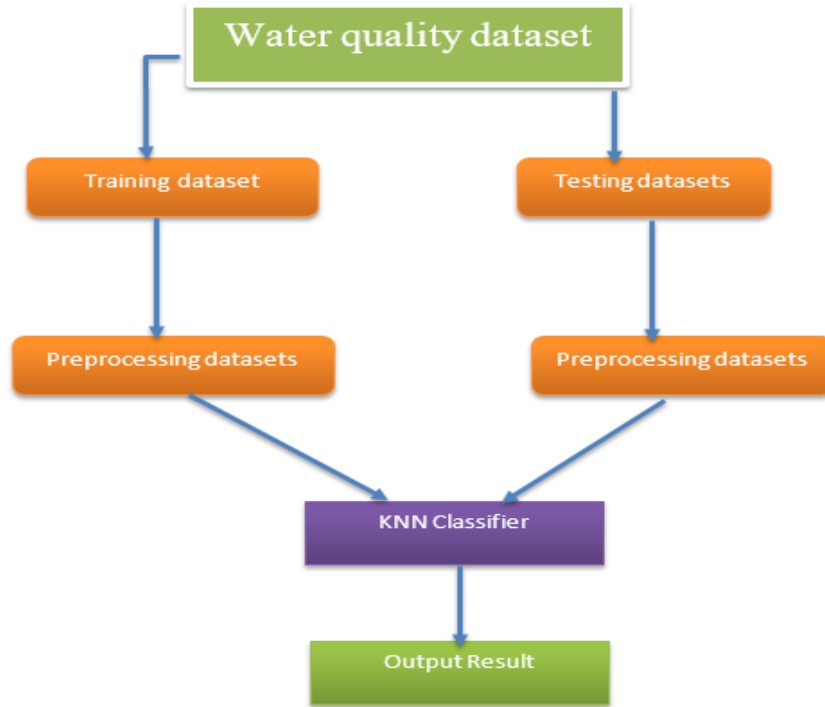 Water quality dataset
Training dataset
Testing datasets
Preprocessing datasets
Preprocessing datasets
KNN Classifier
Output Result